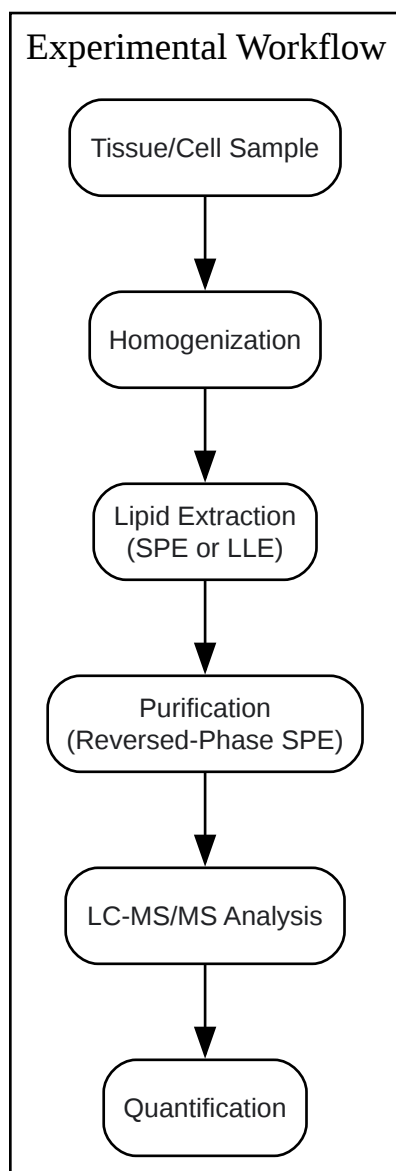 Experimental Workflow
Tissue/Cell Sample
Homogenization
Lipid Extraction
(SPE or LLE)
Purification
(Reversed-Phase SPE)
LC-MS/MS Analysis
Quantification